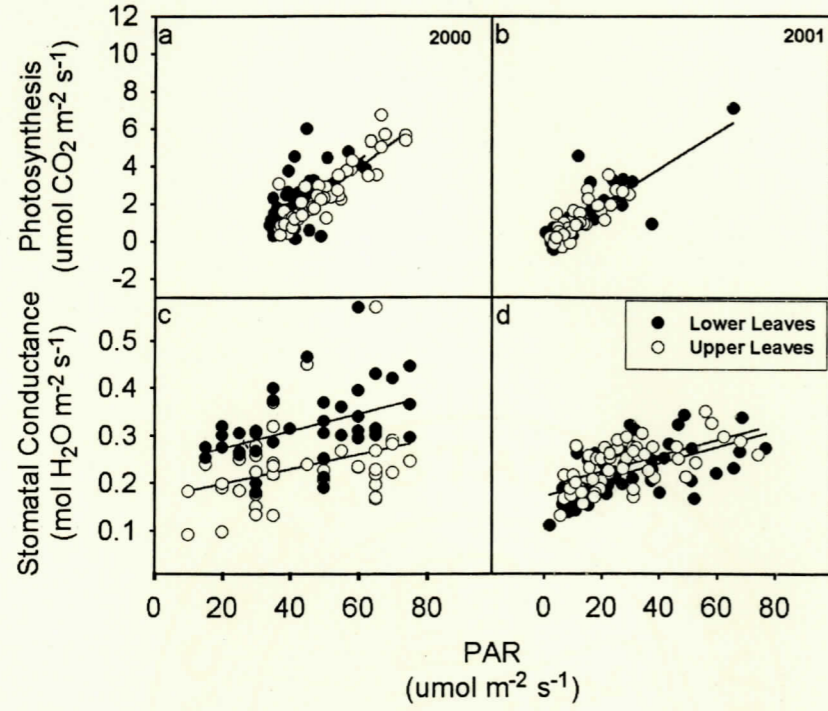 12
10
8
6
4
2
0
-2
Photosynthesis
(umol CO₂ m⁻² s⁻¹)
a
2000
b
2001
0.5
0.4
0.3
0.2
0.1
Stomatal Conductance
(mol H₂O m⁻² s⁻¹)
c
d
Lower Leaves
Upper Leaves
0 20 40 60 80
0 20 40 60 80
PAR
(umol m⁻² s⁻¹)